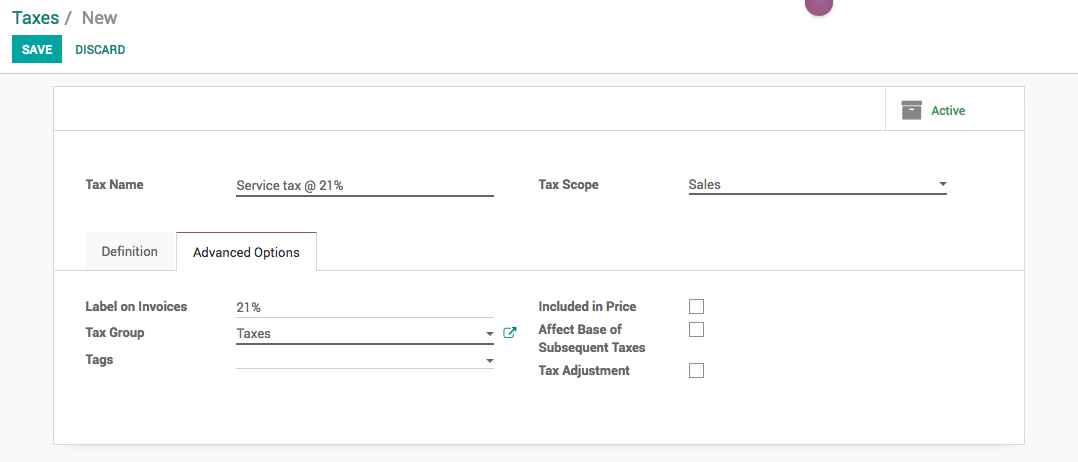 Taxes / New
SAVE DISCARD
Active
Tax Name Service tax @ 21% Tax Scope Sales
Definition Advanced Options
Label on Invoices 21% Included in Price
Tax Group Taxes Affect Base of
Subsequent Taxes
Tags Tax Adjustment